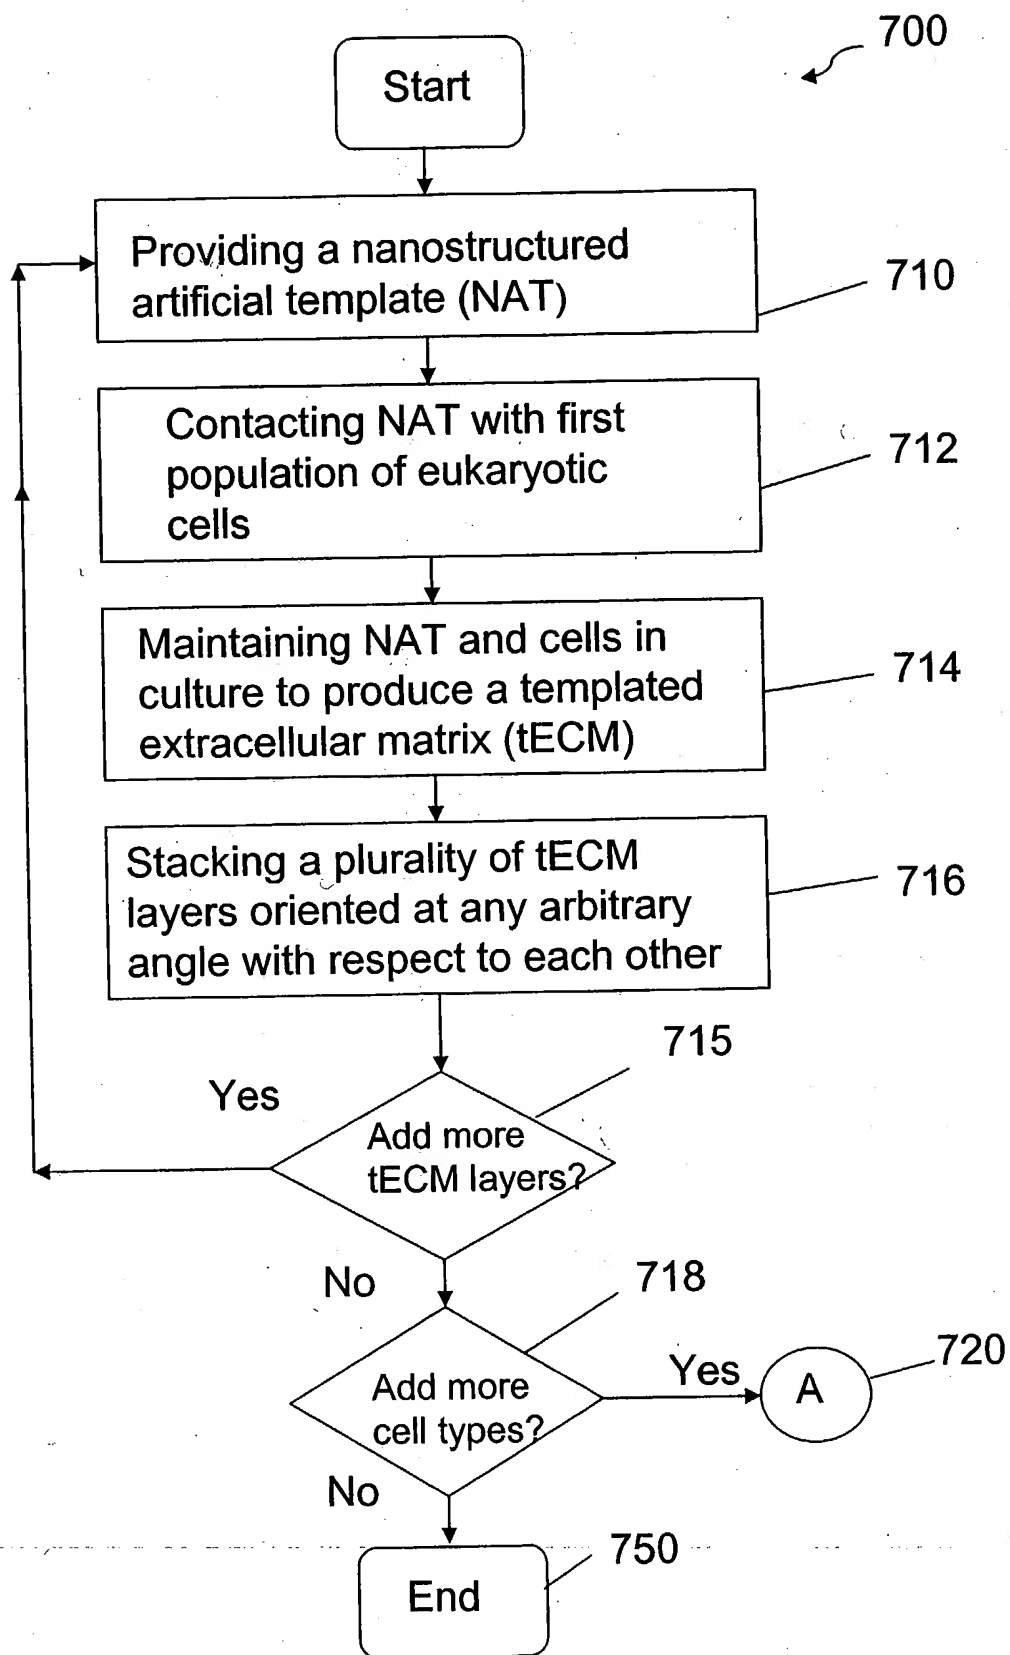 700
Start
Providing a nanostructured
artificial template (NAT)
710
Contacting NAT with first
population of eukaryotic
cells
712
Maintaining NAT and cells in
culture to produce a templated
extracellular matrix (tECM)
714
Stacking a plurality of tECM
layers oriented at any arbitrary
angle with respect to each other
716
715
Yes
Add more
tECM layers?
No
718
Add more
cell types?
Yes
A
720
No
750
End